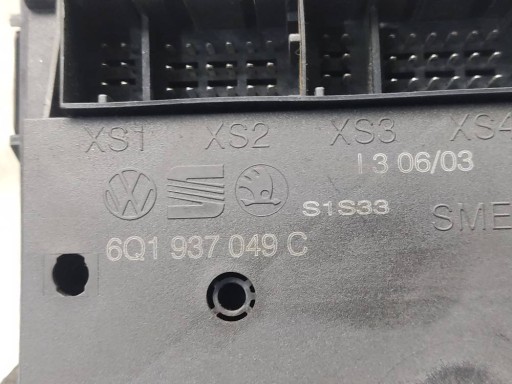 XS1 XS2 XS3 XS4
I 3 06/03
S1S33
SME
6Q1 937 049 C